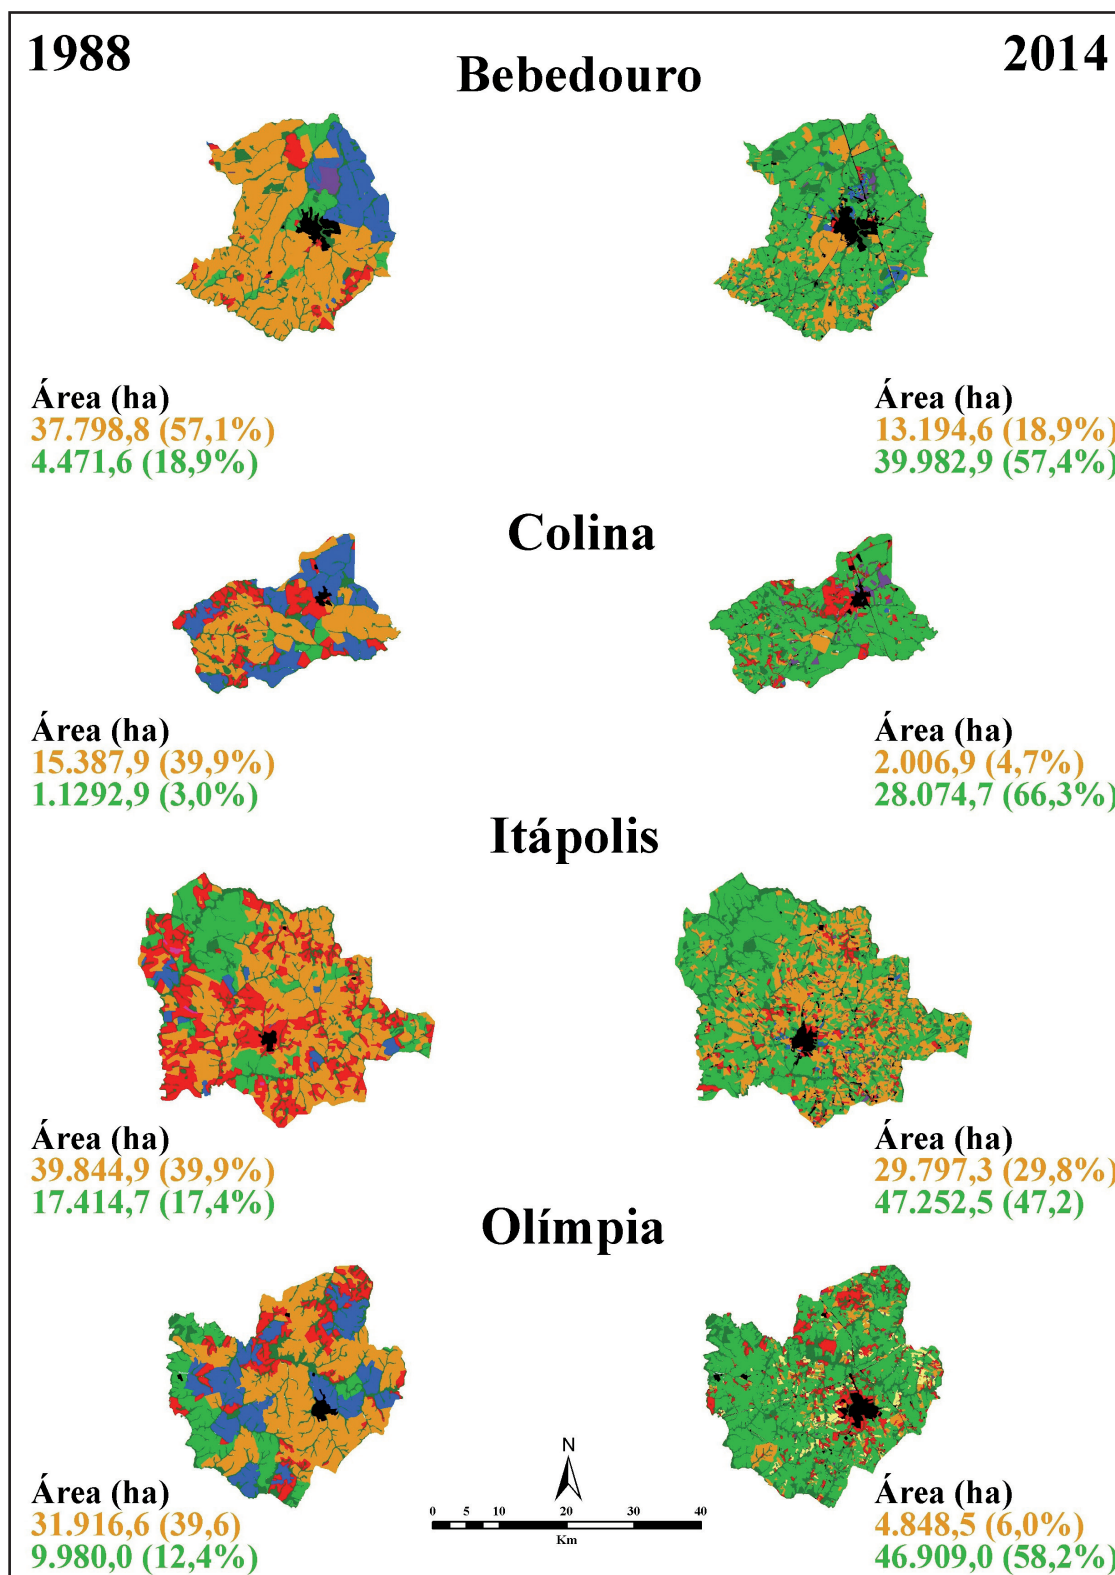 1988
2014
Bebedouro
Área (ha)
37.798,8 (57,1%)
4.471,6 (18,9%)
Área (ha)
13.194,6 (18,9%)
39.982,9 (57,4%)
Colina
Área (ha)
15.387,9 (39,9%)
1.1292,9 (3,0%)
Área (ha)
2.006,9 (4,7%)
28.074,7 (66,3%)
Itápolis
Área (ha)
39.844,9 (39,9%)
17.414,7 (17,4%)
Área (ha)
29.797,3 (29,8%)
47.252,5 (47,2)
Olímpia
Área (ha)
31.916,6 (39,6)
9.980,0 (12,4%)
N
0 5 10 20 30 40
Km
Área (ha)
4.848,5 (6,0%)
46.909,0 (58,2%)